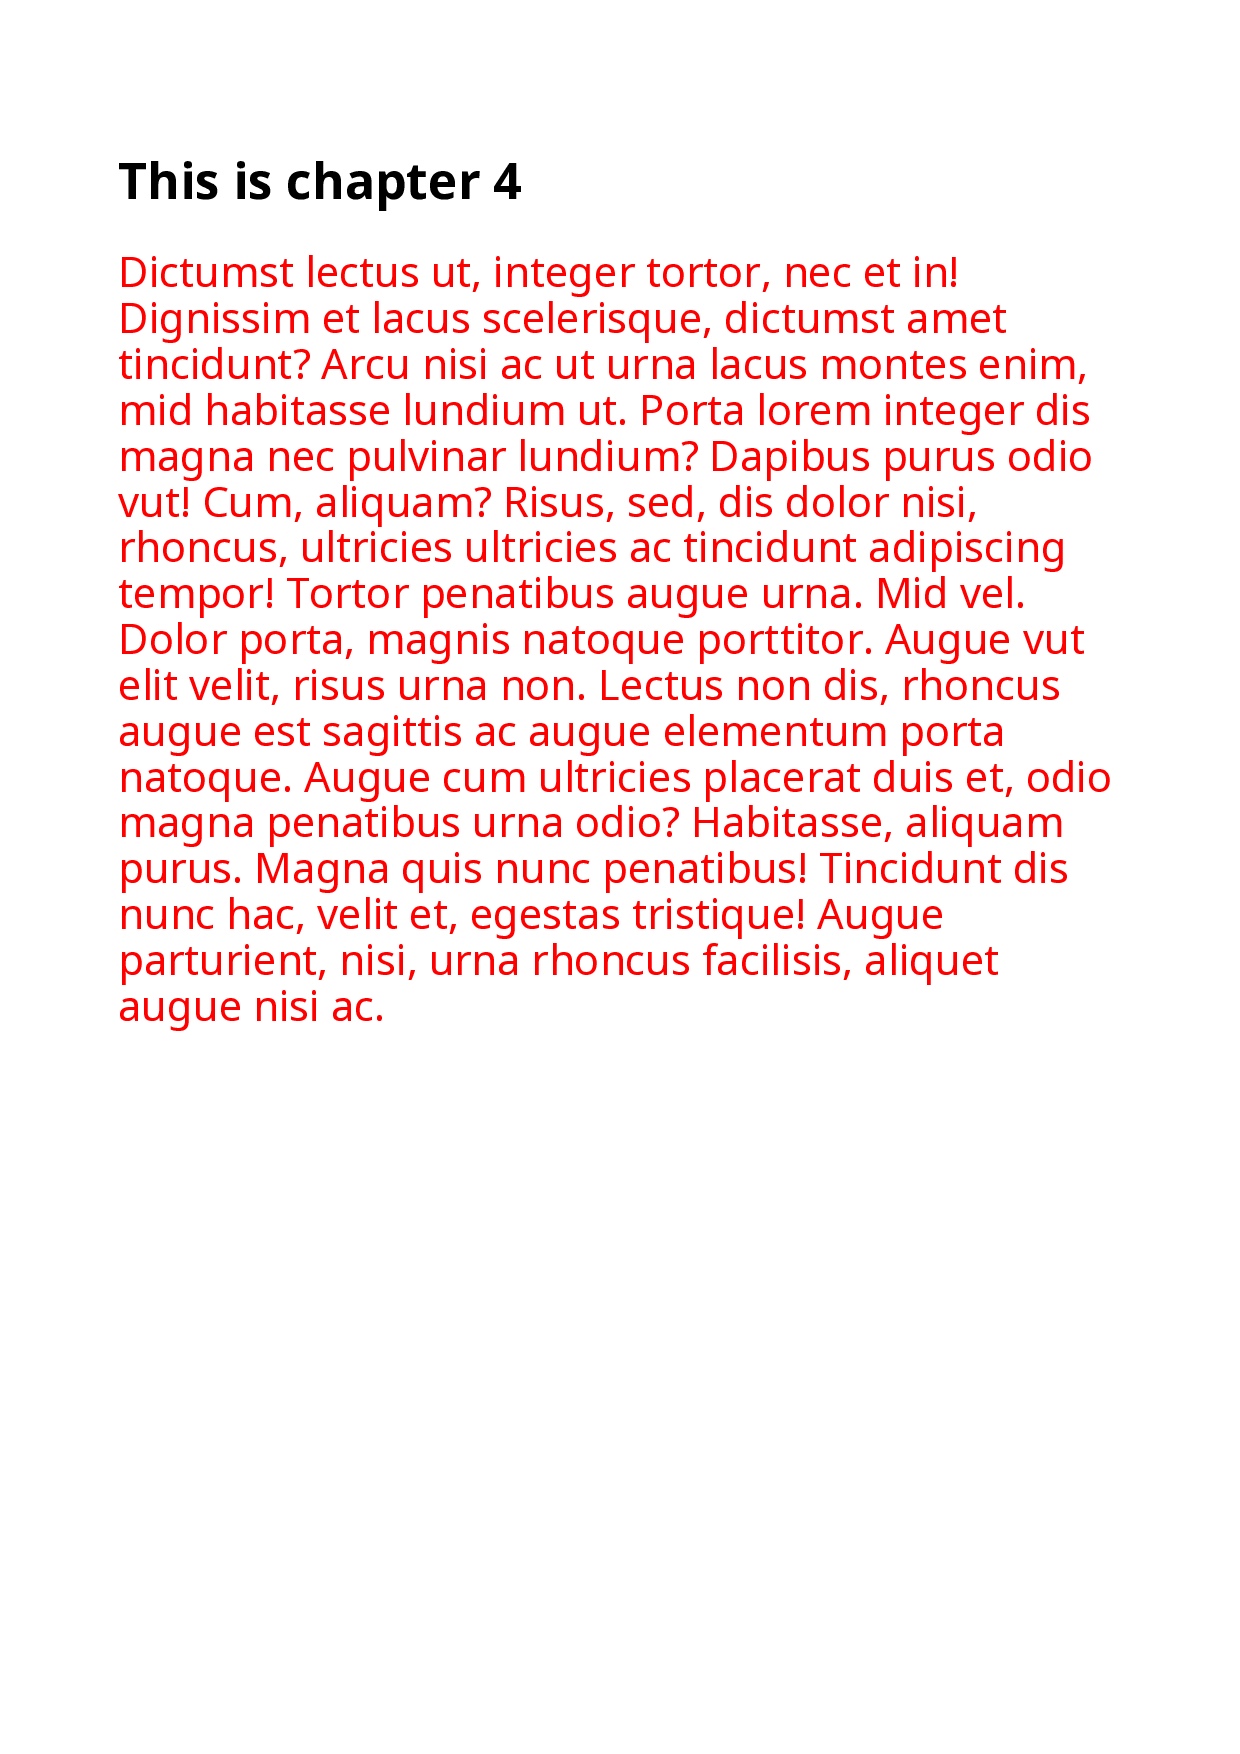 This is chapter 4
Dictumst lectus ut, integer tortor, nec et in!
Dignissim et lacus scelerisque, dictumst amet
tincidunt? Arcu nisi ac ut urna lacus montes enim,
mid habitasse lundium ut. Porta lorem integer dis
magna nec pulvinar lundium? Dapibus purus odio
vut! Cum, aliquam? Risus, sed, dis dolor nisi,
rhoncus, ultricies ultricies ac tincidunt adipiscing
tempor! Tortor penatibus augue urna. Mid vel.
Dolor porta, magnis natoque porttitor. Augue vut
elit velit, risus urna non. Lectus non dis, rhoncus
augue est sagittis ac augue elementum porta
natoque. Augue cum ultricies placerat duis et, odio
magna penatibus urna odio? Habitasse, aliquam
purus. Magna quis nunc penatibus! Tincidunt dis
nunc hac, velit et, egestas tristique! Augue
parturient, nisi, urna rhoncus facilisis, aliquet
augue nisi ac.